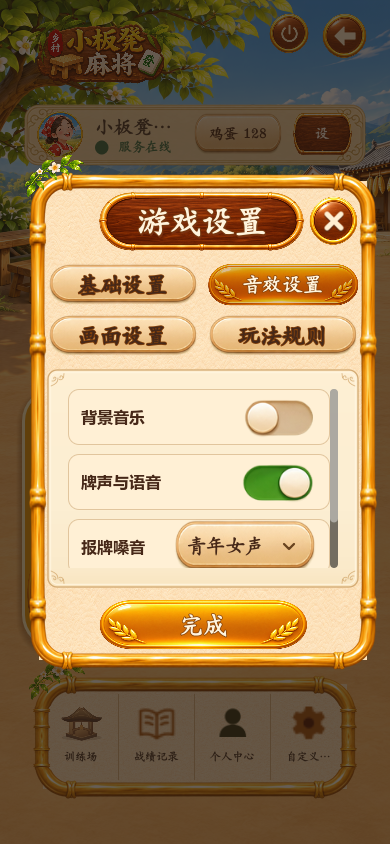 乡村
小板凳
麻将
發
小板凳…
鸡蛋 128
设
服务在线
游戏设置
基础设置
音效设置
画面设置
玩法规则
背景音乐
牌声与语音
报牌嗓音
青年女声
完成
训练场
战绩记录
个人中心
自定义…